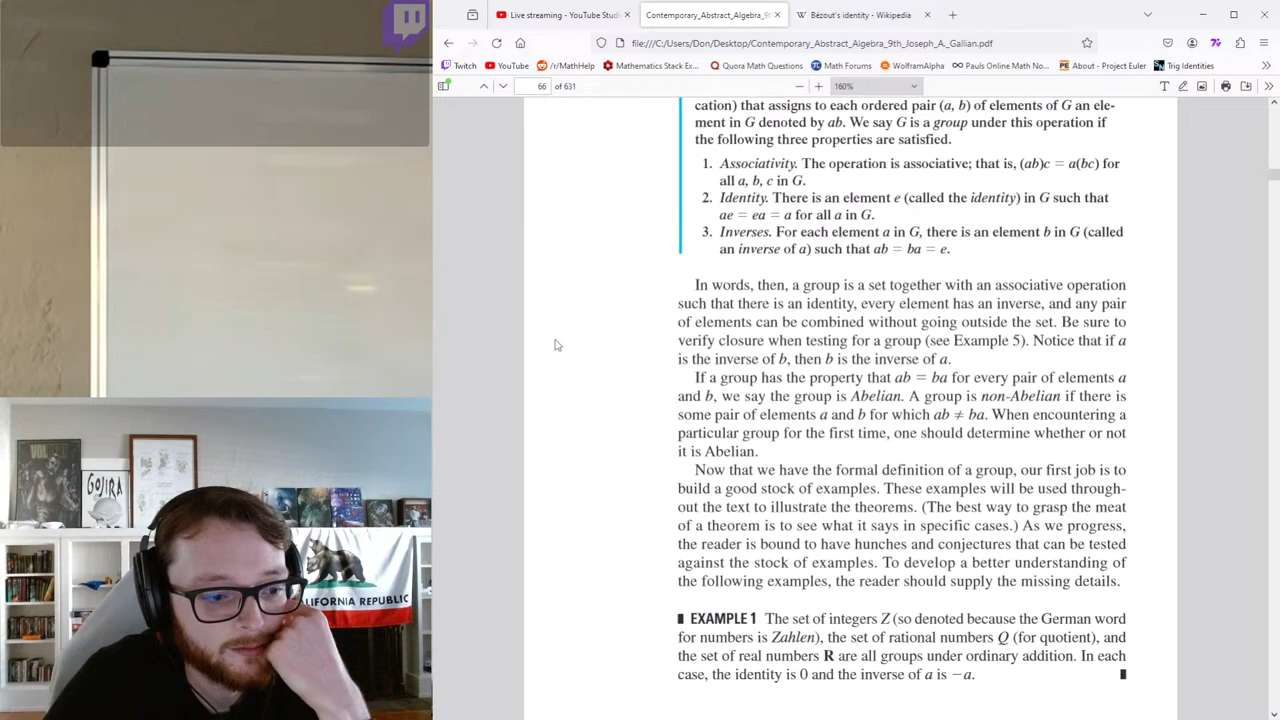 Live streaming - YouTube Studi
Contemporary_Abstract_Algebra_9t
Bézout's identity - Wikipedia
file:///C:/Users/Don/Desktop/Contemporary_Abstract_Algebra_9th_Joseph_A._Gallian.pdf
Twitch YouTube /r/MathHelp Mathematics Stack Ex... Quora Math Questions Math Forums WolframAlpha Pauls Online Math No... About - Project Euler Trig Identities
66 of 631 160%
cation) that assigns to each ordered pair (a, b) of elements of G an ele-
ment in G denoted by ab. We say G is a group under this operation if
the following three properties are satisfied.
1. Associativity. The operation is associative; that is, (ab)c = a(bc) for
all a, b, c in G.
2. Identity. There is an element e (called the identity) in G such that
ae = ea = a for all a in G.
3. Inverses. For each element a in G, there is an element b in G (called
an inverse of a) such that ab = ba = e.
In words, then, a group is a set together with an associative operation
such that there is an identity, every element has an inverse, and any pair
of elements can be combined without going outside the set. Be sure to
verify closure when testing for a group (see Example 5). Notice that if a
is the inverse of b, then b is the inverse of a.
If a group has the property that ab = ba for every pair of elements a
and b, we say the group is Abelian. A group is non-Abelian if there is
some pair of elements a and b for which ab ≠ ba. When encountering a
particular group for the first time, one should determine whether or not
it is Abelian.
Now that we have the formal definition of a group, our first job is to
build a good stock of examples. These examples will be used through-
out the text to illustrate the theorems. (The best way to grasp the meat
of a theorem is to see what it says in specific cases.) As we progress,
the reader is bound to have hunches and conjectures that can be tested
against the stock of examples. To develop a better understanding of
the following examples, the reader should supply the missing details.
EXAMPLE 1 The set of integers Z (so denoted because the German word
for numbers is Zahlen), the set of rational numbers Q (for quotient), and
the set of real numbers R are all groups under ordinary addition. In each
case, the identity is 0 and the inverse of a is −a.
GOJIRA
LIFORNIA REPUBLIC